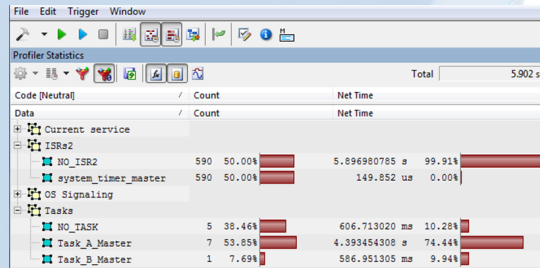 File Edit Trigger Window
Profiler Statistics
Total 5.902 s
Code [Neutral] / Count Net Time
Data / Count Net Time
Current service
ISRs2
NO_ISR2 590 50.00% 5.896980785 s 99.91%
system_timer_master 590 50.00% 149.852 us 0.00%
OS Signaling
Tasks
NO_TASK 5 38.46% 606.713020 ms 10.28%
Task_A_Master 7 53.85% 4.393454308 s 74.44%
Task_B_Master 1 7.69% 586.951305 ms 9.94%